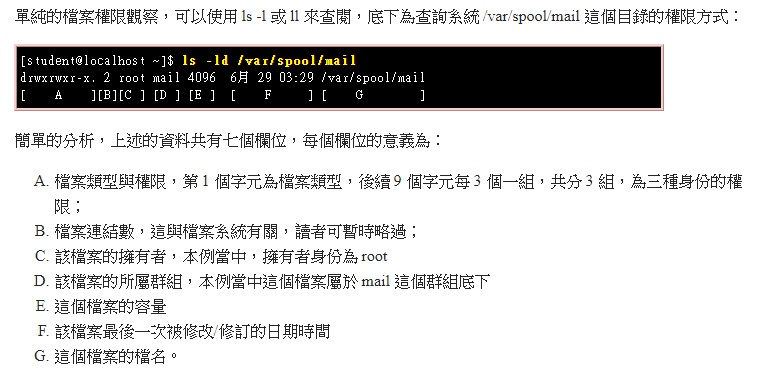 單純的檔案權限觀察，可以使用 ls -l 或 ll 來查閱，底下為查詢系統 /var/spool/mail 這個目錄的權限方式：
[student@localhost ~]$ ls -ld /var/spool/mail
drwxrwxr-x. 2 root mail 4096  6月 29 03:29 /var/spool/mail
[    A    ][B][C ] [D ] [E ]  [    F    ] [    G       ]
簡單的分析，上述的資料共有七個欄位，每個欄位的意義為：
A. 檔案類型與權限，第 1 個字元為檔案類型，後續 9 個字元每 3 個一組，共分 3 組，為三種身份的權
限；
B. 檔案連結數，這與檔案系統有關，讀者可暫時略過；
C. 該檔案的擁有者，本例當中，擁有者身份為 root
D. 該檔案的所屬群組，本例當中這個檔案屬於 mail 這個群組底下
E. 這個檔案的容量
F. 該檔案最後一次被修改/修訂的日期時間
G. 這個檔案的檔名。